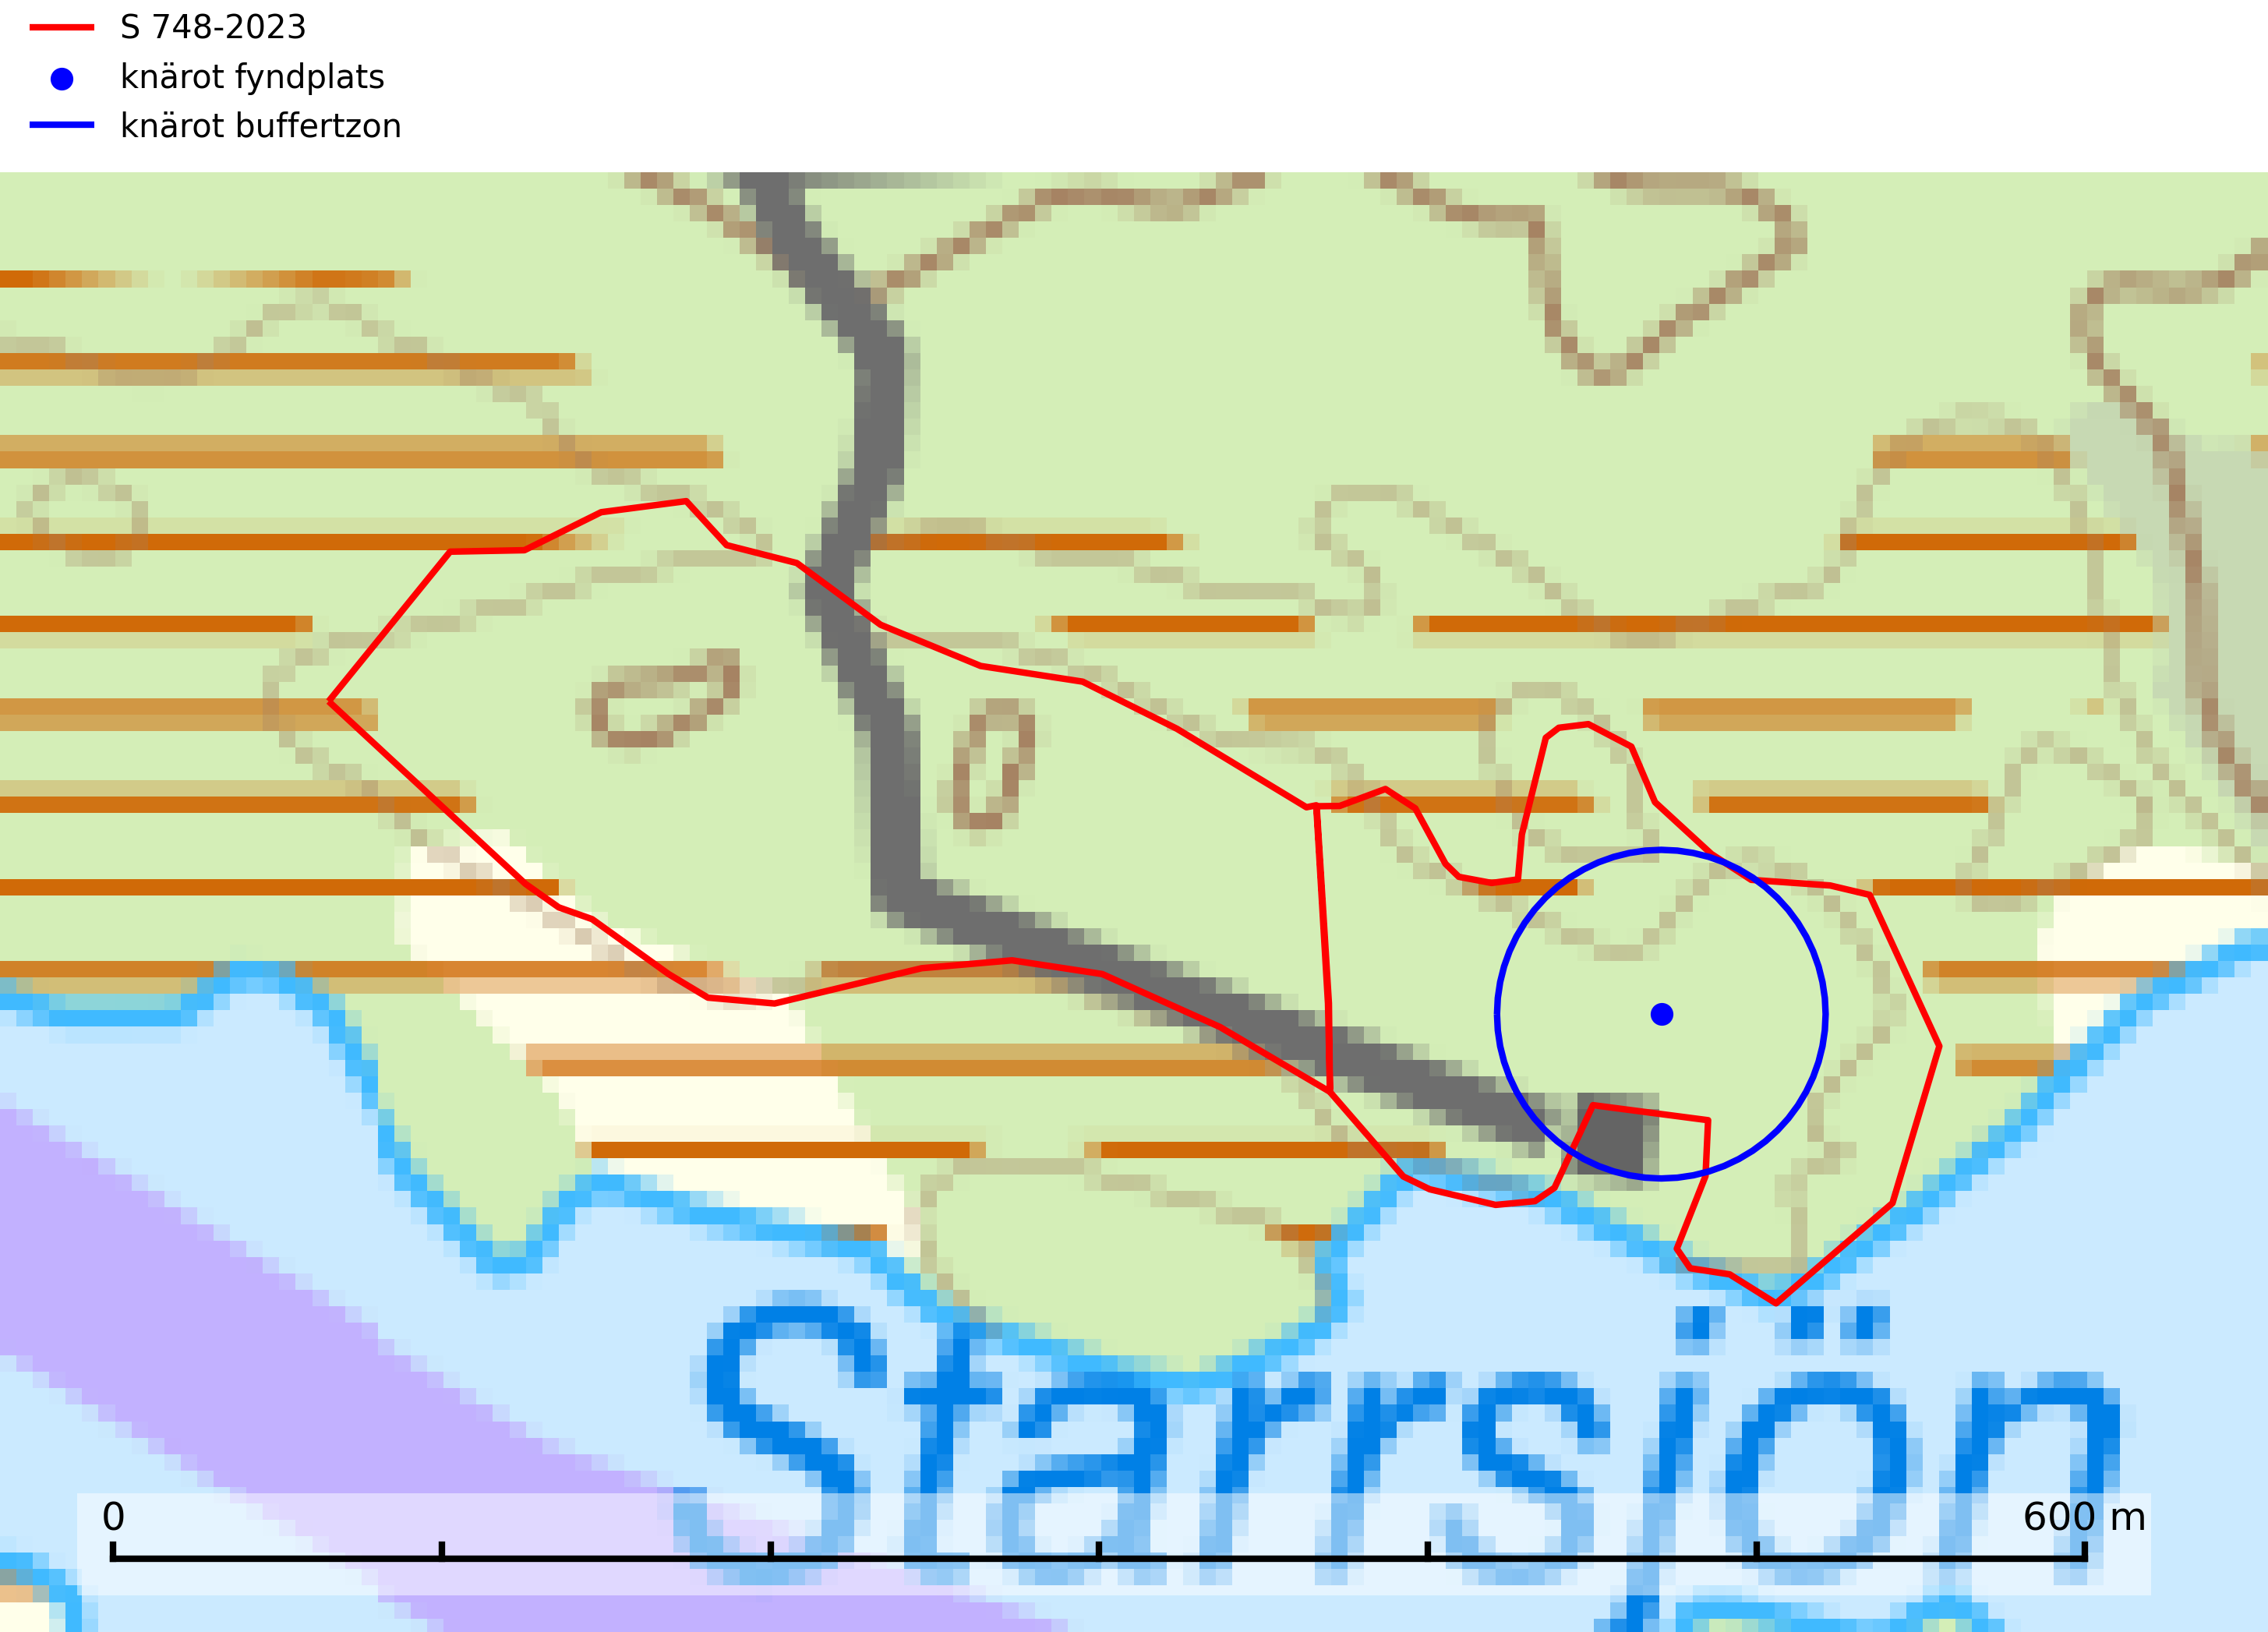 S 748-2023
knärot fyndplats
knärot buffertzon
Starrsjön
0
600 m